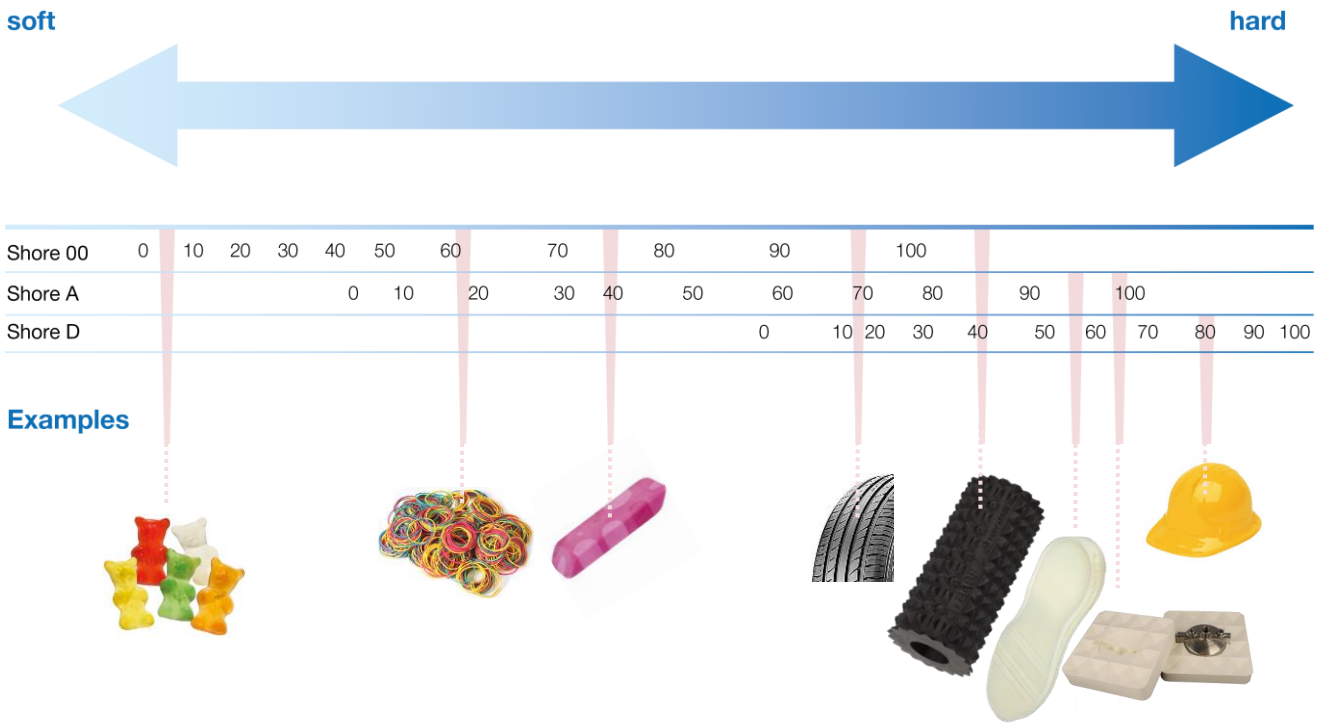 soft hard
Shore 00 0 10 20 30 40 50 60 70 80 90 100
Shore A 0 10 20 30 40 50 60 70 80 90 100
Shore D 0 10 20 30 40 50 60 70 80 90 100
Examples